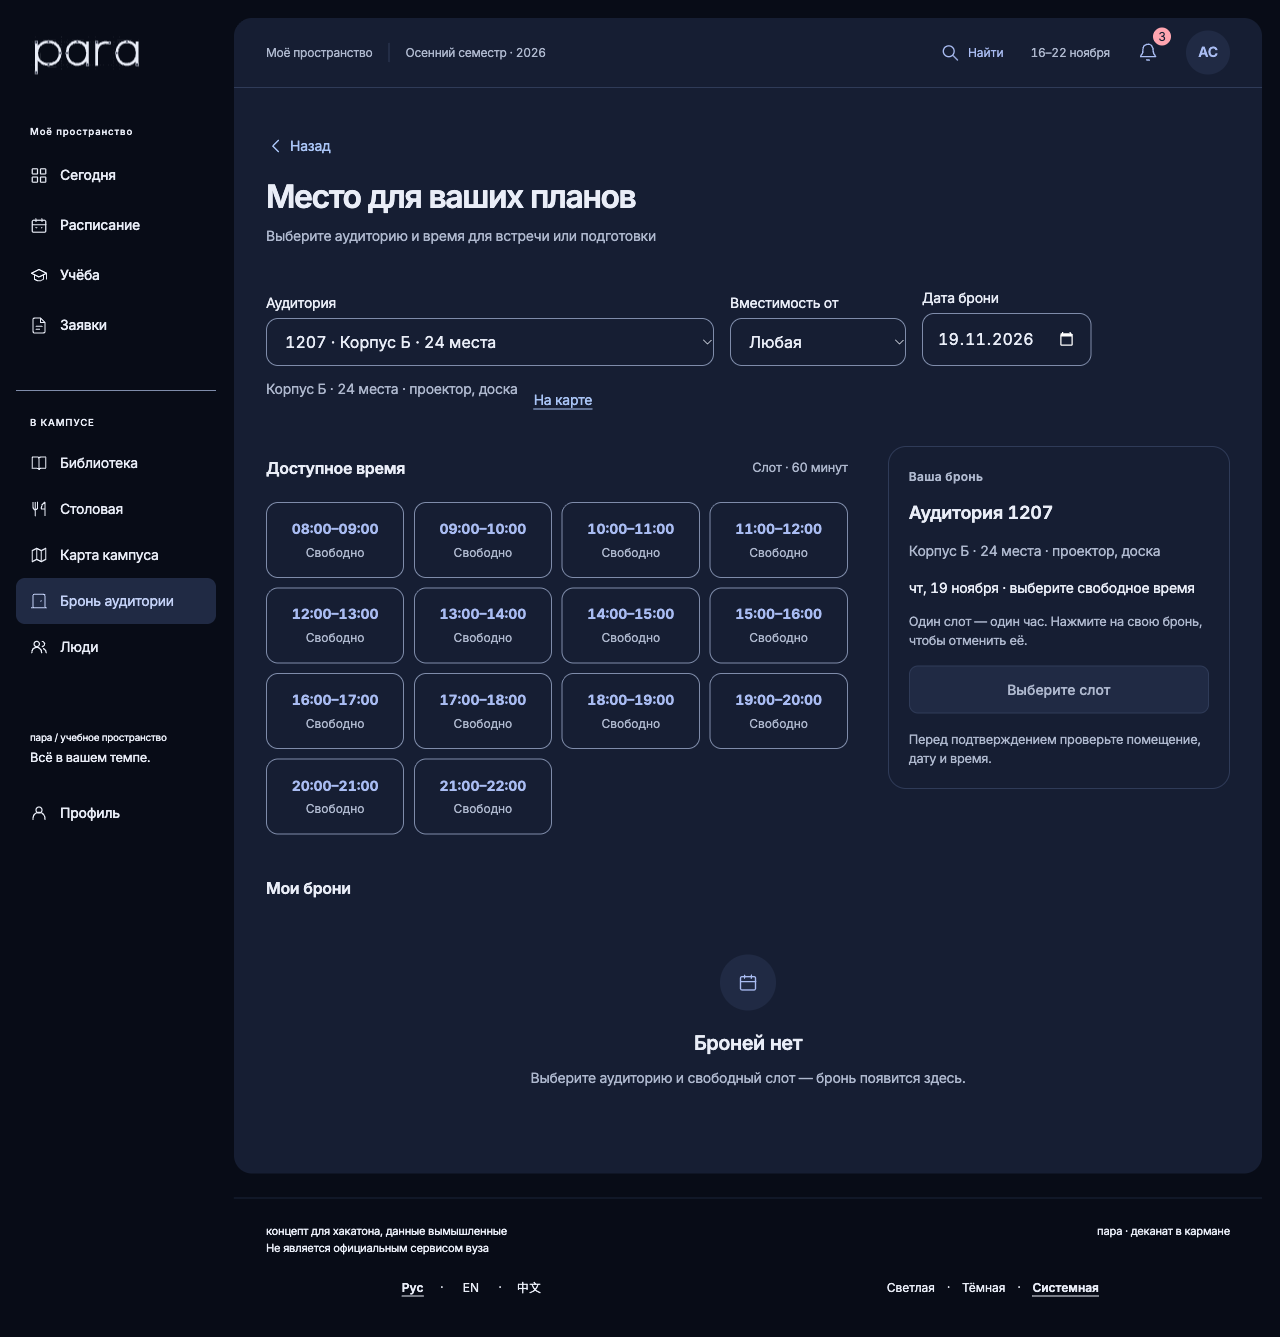 para
Моё пространство
Сегодня
Расписание
Учёба
Заявки
В КАМПУСЕ
Библиотека
Столовая
Карта кампуса
Бронь аудитории
Люди
пара / учебное пространство
Всё в вашем темпе.
Профиль
Моё пространство
Осенний семестр · 2026
Найти
16–22 ноября
3
АС
Назад
Место для ваших планов
Выберите аудиторию и время для встречи или подготовки
Аудитория
1207 · Корпус Б · 24 места
Вместимость от
Любая
Дата брони
19.11.2026
Корпус Б · 24 места · проектор, доска
На карте
Доступное время
Слот · 60 минут
08:00–09:00
Свободно
09:00–10:00
Свободно
10:00–11:00
Свободно
11:00–12:00
Свободно
12:00–13:00
Свободно
13:00–14:00
Свободно
14:00–15:00
Свободно
15:00–16:00
Свободно
16:00–17:00
Свободно
17:00–18:00
Свободно
18:00–19:00
Свободно
19:00–20:00
Свободно
20:00–21:00
Свободно
21:00–22:00
Свободно
Ваша бронь
Аудитория 1207
Корпус Б · 24 места · проектор, доска
чт, 19 ноября · выберите свободное время
Один слот — один час. Нажмите на свою бронь,
чтобы отменить её.
Выберите слот
Перед подтверждением проверьте помещение,
дату и время.
Мои брони
Броней нет
Выберите аудиторию и свободный слот — бронь появится здесь.
концепт для хакатона, данные вымышленные
Не является официальным сервисом вуза
пара · деканат в кармане
Рус · EN · 中文
Светлая · Тёмная · Системная